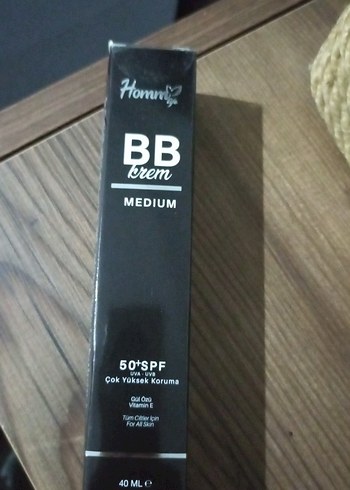 Hommi
BB
krem
MEDIUM
50+SPF
UVA - UVB
Çok Yüksek Koruma
Gül Özü
Vitamin E
Tüm Ciltler İçin
For All Skin
40 ML ℮